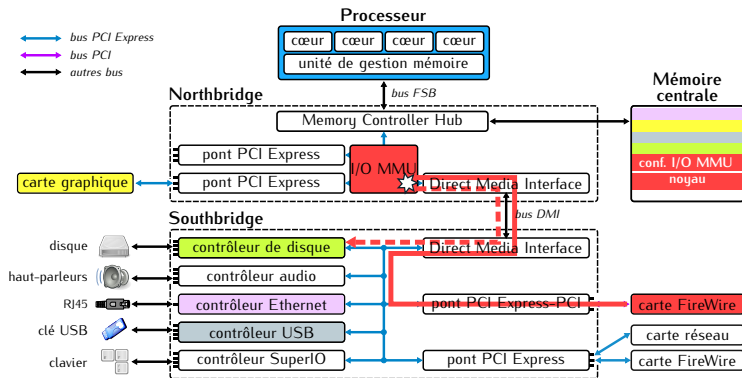 Processeur
bus PCI Express
bus PCI
autres bus
cœur cœur cœur cœur
unité de gestion mémoire
bus FSB
Northbridge
Memory Controller Hub
Mémoire
centrale
conf. I/O MMU
noyau
pont PCI Express
I/O MMU
carte graphique
pont PCI Express
Direct Media Interface
bus DMI
Southbridge
disque
contrôleur de disque
Direct Media Interface
haut-parleurs
contrôleur audio
RJ45
contrôleur Ethernet
pont PCI Express-PCI
carte FireWire
clé USB
contrôleur USB
carte réseau
clavier
contrôleur SuperIO
pont PCI Express
carte FireWire